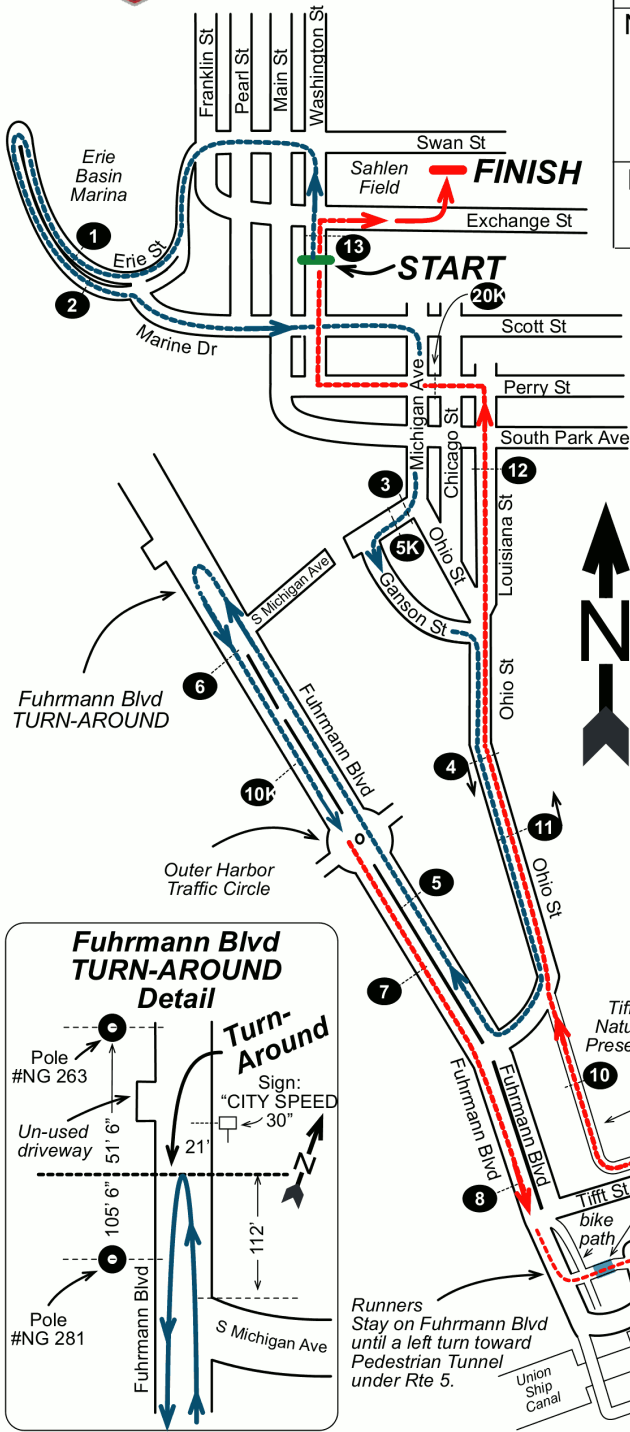 Franklin St
Pearl St
Main St
Washington St
Swan St
Sahlen
Field
FINISH
Exchange St
Erie
Basin
Marina
1
Erie St
2
13
START
20K
Marine Dr
Scott St
Michigan Ave
Perry St
Chicago St
South Park Ave
12
3
5K
Ohio St
Louisiana St
Ganson St
S Michigan Ave
N
6
Fuhrmann Blvd
TURN-AROUND
Fuhrmann Blvd
Ohio St
4
10K
11
Outer Harbor
Traffic Circle
5
Ohio St
7
10
Fuhrmann Blvd
Fuhrmann Blvd
8
Tifft St
bike
path
Runners
Stay on Fuhrmann Blvd
until a left turn toward
Pedestrian Tunnel
under Rte 5.
Union
Ship
Canal
Fuhrmann Blvd
TURN-AROUND
Detail
Turn-
Around
Pole
#NG 263
Un-used
driveway
51' 6"
Sign:
"CITY SPEED
30"
21'
N
105' 6"
112'
Pole
#NG 281
Fuhrmann Blvd
S Michigan Ave